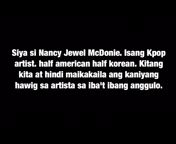 Siya si Nancy Jewel McDonie. Isang Kpop
artist. half american half korean. Kitang
kita at hindi maikakaila ang kaniyang
hawig sa artista sa iba't ibang anggulo.